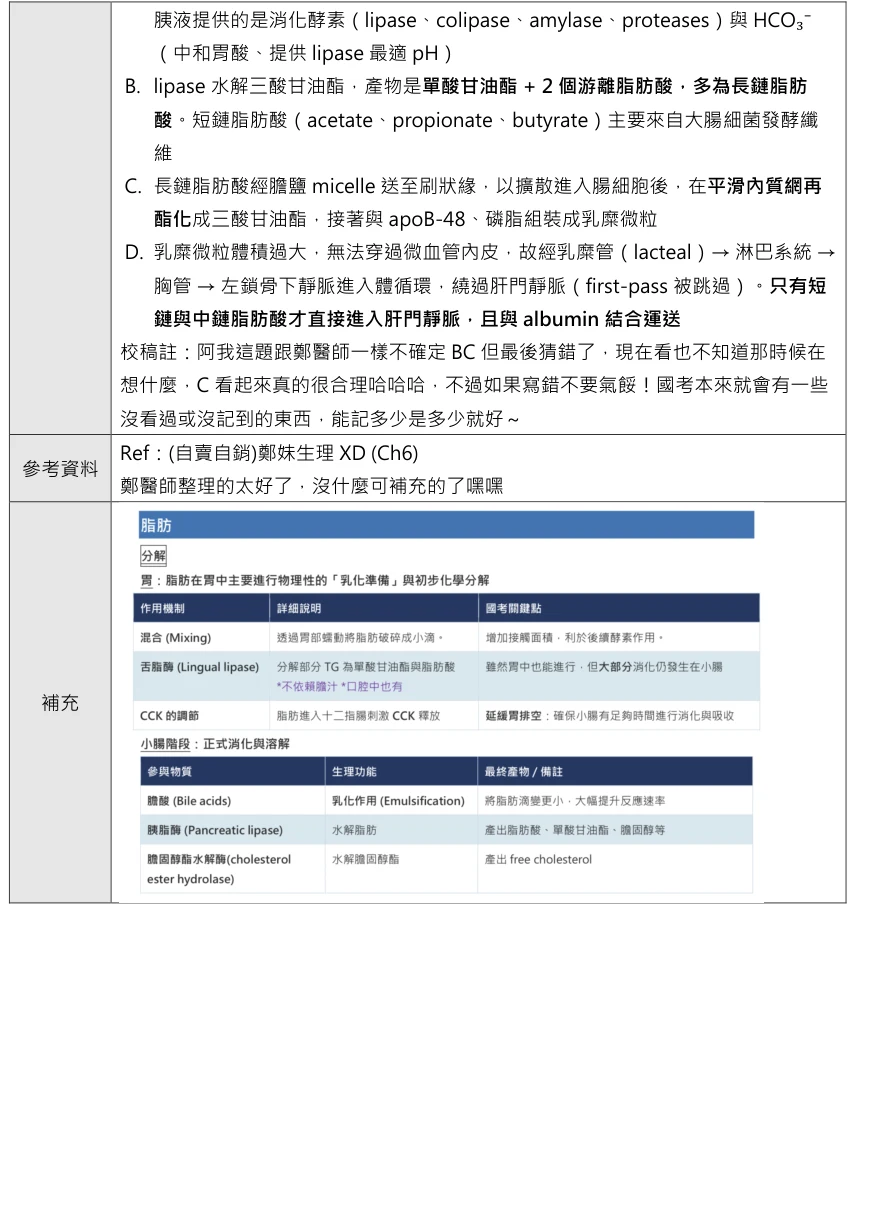 胰液提供的是消化酵素（lipase、colipase、amylase、proteases）與 HCO₃⁻
（中和胃酸、提供 lipase 最適 pH）
B. lipase 水解三酸甘油酯，產物是單酸甘油酯 + 2 個游離脂肪酸，多為長鏈脂肪
酸。短鏈脂肪酸（acetate、propionate、butyrate）主要來自大腸細菌發酵纖
維
C. 長鏈脂肪酸經膽鹽 micelle 送至刷狀緣，以擴散進入腸細胞後，在平滑內質網再
酯化成三酸甘油酯，接著與 apoB-48、磷脂組裝成乳糜微粒
D. 乳糜微粒體積過大，無法穿過微血管內皮，故經乳糜管（lacteal）→ 淋巴系統 →
胸管 → 左鎖骨下靜脈進入體循環，繞過肝門靜脈（first-pass 被跳過）。只有短
鏈與中鏈脂肪酸才直接進入肝門靜脈，且與 albumin 結合運送
校稿註：阿我這題跟鄭醫師一樣不確定 BC 但最後猜錯了，現在看也不知道那時候在
想什麼，C 看起來真的很合理哈哈哈，不過如果寫錯不要氣餒！國考本來就會有一些
沒看過或沒記到的東西，能記多少是多少就好～
參考資料
Ref：(自賣自銷)鄭妹生理 XD (Ch6)
鄭醫師整理的太好了，沒什麼可補充的了嘿嘿
補充
脂肪
分解
胃：脂肪在胃中主要進行物理性的「乳化準備」與初步化學分解
作用機制 詳細說明 國考關鍵點
混合 (Mixing) 透過胃部蠕動將脂肪破碎成小滴。 增加接觸面積，利於後續酵素作用。
舌脂酶 (Lingual lipase) 分解部分 TG 為單酸甘油酯與脂肪酸 雖然胃中也能進行，但大部分消化仍發生在小腸
*不依賴膽汁 *口腔中也有
CCK 的調節 脂肪進入十二指腸刺激 CCK 釋放 延緩胃排空：確保小腸有足夠時間進行消化與吸收
小腸階段：正式消化與溶解
參與物質 生理功能 最終產物 / 備註
膽酸 (Bile acids) 乳化作用 (Emulsification) 將脂肪滴變更小，大幅提升反應速率
胰脂酶 (Pancreatic lipase) 水解脂肪 產出脂肪酸、單酸甘油酯、膽固醇等
膽固醇酯水解酶(cholesterol 水解膽固醇酯 產出 free cholesterol
ester hydrolase)